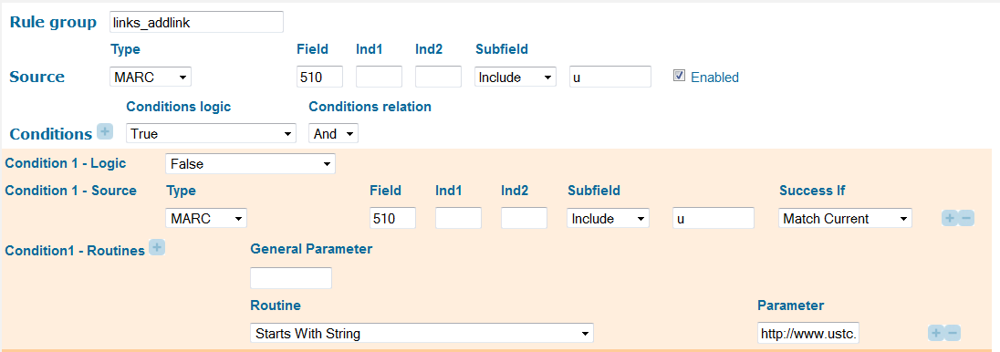 Rule group links_addlink
Type Field Ind1 Ind2 Subfield
Source MARC 510 Include u Enabled
Conditions logic Conditions relation
Conditions + True And
Condition 1 - Logic False
Condition 1 - Source Type Field Ind1 Ind2 Subfield Success If
MARC 510 Include u Match Current + −
Condition1 - Routines + General Parameter
Routine Parameter
Starts With String http://www.ustc. + −